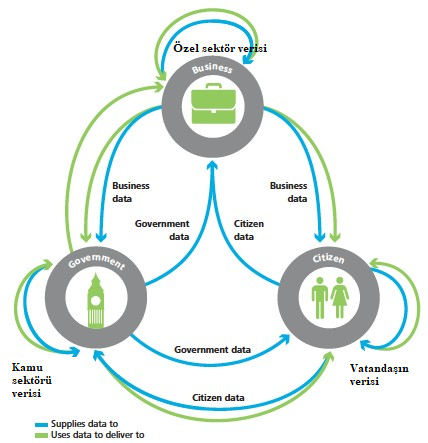 Özel sektör verisi
Business
Business
data
Government
data
Citizen
data
Business
data
Government
Citizen
Kamu
sektörü
verisi
Government data
Vatandaşın
verisi
Citizen data
Supplies data to
Uses data to deliver to